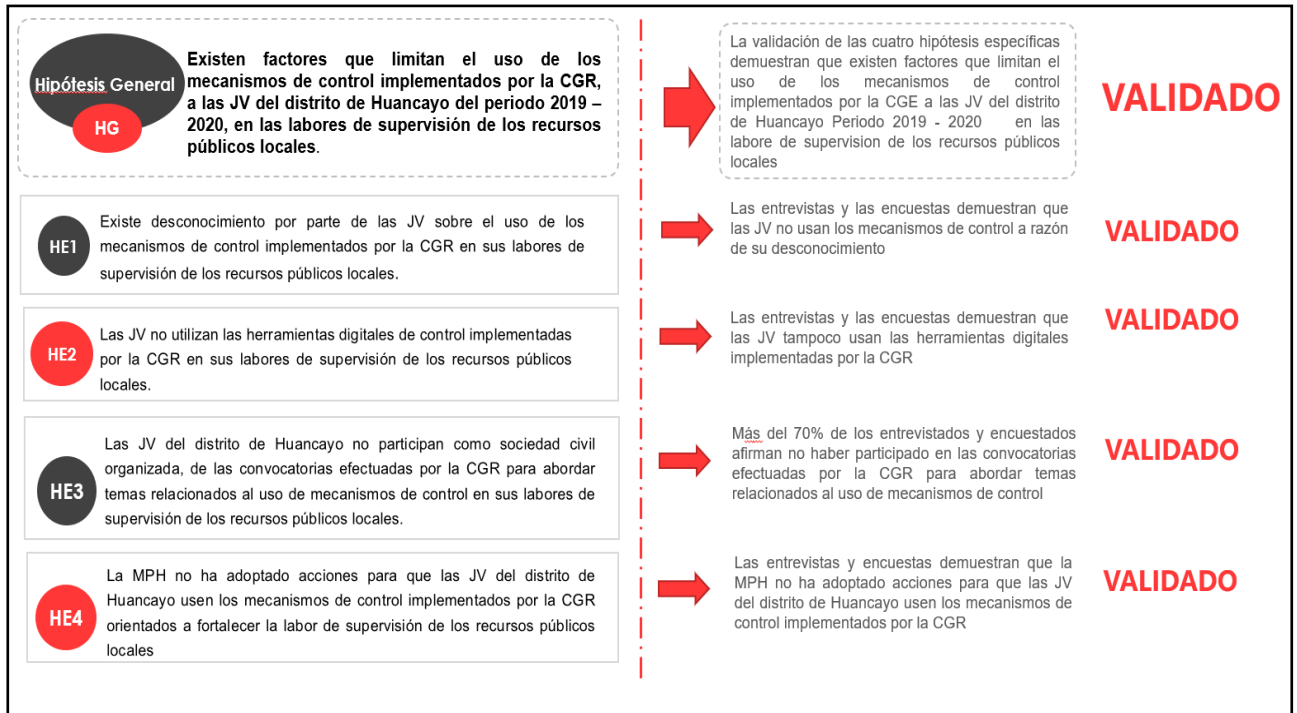 Hipótesis General
HG
Existen factores que limitan el uso de los
mecanismos de control implementados por la CGR,
a las JV del distrito de Huancayo del periodo 2019 –
2020, en las labores de supervisión de los recursos
públicos locales.
La validación de las cuatro hipótesis específicas
demuestran que existen factores que limitan el
uso de los mecanismos de control
implementados por la CGE a las JV del distrito
de Huancayo Periodo 2019 - 2020 en las
labore de supervision de los recursos públicos
locales
VALIDADO
HE1
Existe desconocimiento por parte de las JV sobre el uso de los
mecanismos de control implementados por la CGR en sus labores de
supervisión de los recursos públicos locales.
Las entrevistas y las encuestas demuestran que
las JV no usan los mecanismos de control a razón
de su desconocimiento
VALIDADO
HE2
Las JV no utilizan las herramientas digitales de control implementadas
por la CGR en sus labores de supervisión de los recursos públicos
locales.
Las entrevistas y las encuestas demuestran que
las JV tampoco usan las herramientas digitales
implementadas por la CGR
VALIDADO
HE3
Las JV del distrito de Huancayo no participan como sociedad civil
organizada, de las convocatorias efectuadas por la CGR para abordar
temas relacionados al uso de mecanismos de control en sus labores de
supervisión de los recursos públicos locales.
Más del 70% de los entrevistados y encuestados
afirman no haber participado en las convocatorias
efectuadas por la CGR para abordar temas
relacionados al uso de mecanismos de control
VALIDADO
HE4
La MPH no ha adoptado acciones para que las JV del distrito de
Huancayo usen los mecanismos de control implementados por la CGR
orientados a fortalecer la labor de supervisión de los recursos públicos
locales
Las entrevistas y encuestas demuestran que la
MPH no ha adoptado acciones para que las JV
del distrito de Huancayo usen los mecanismos de
control implementados por la CGR
VALIDADO